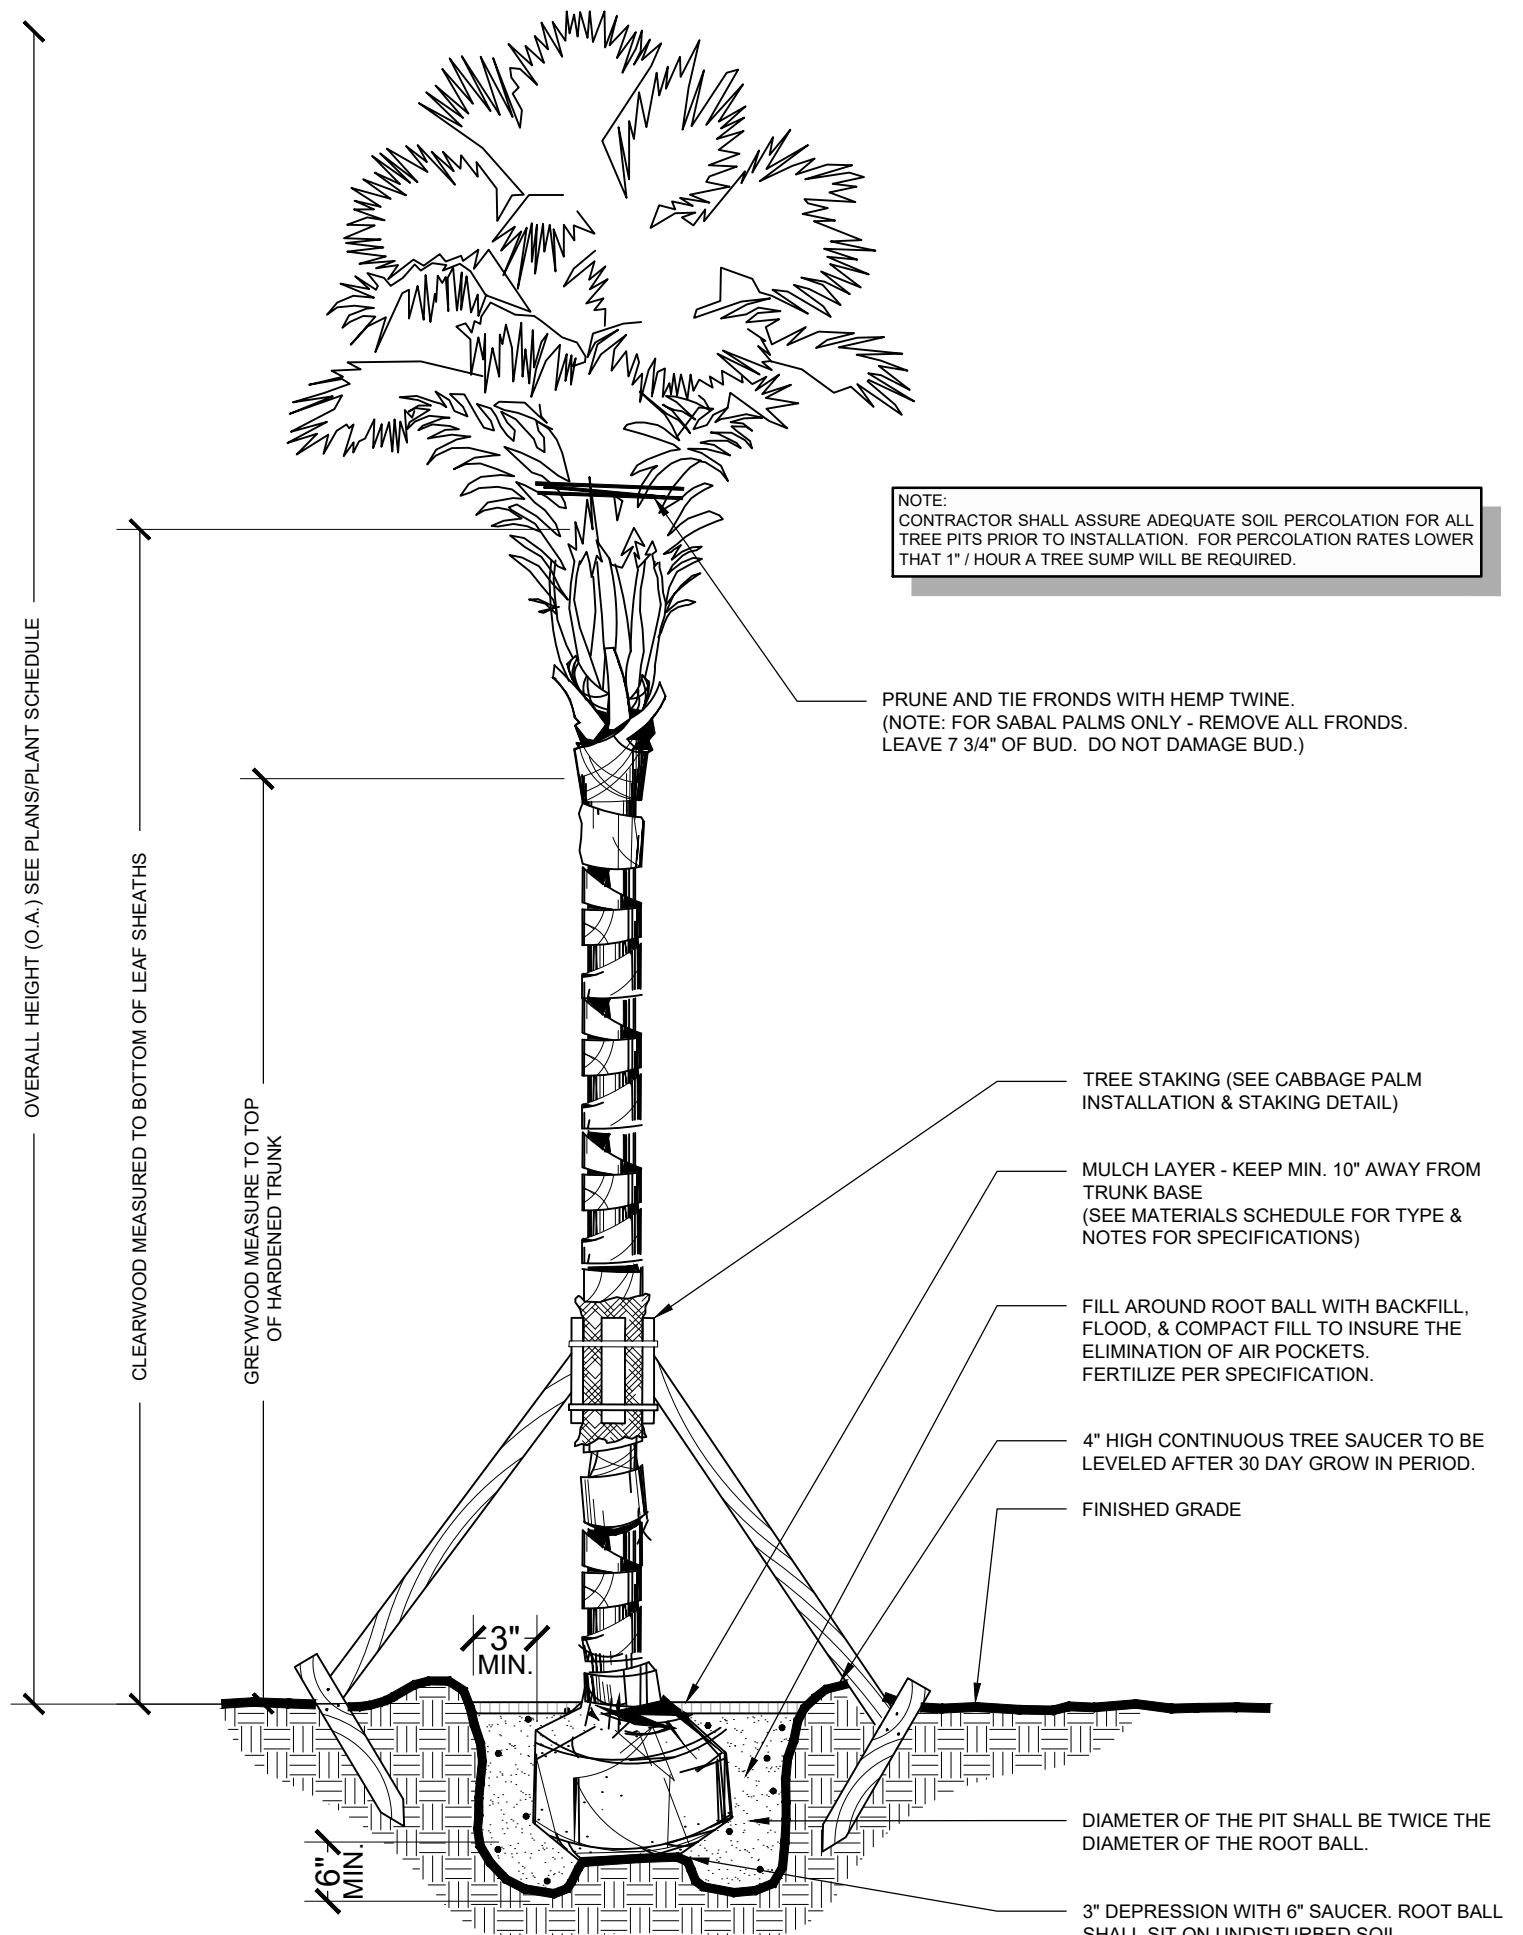 OVERALL HEIGHT (O.A.) SEE PLANS/PLANT SCHEDULE
CLEARWOOD MEASURED TO BOTTOM OF LEAF SHEATHS
GREYWOOD MEASURE TO TOP
OF HARDENED TRUNK
NOTE:
CONTRACTOR SHALL ASSURE ADEQUATE SOIL PERCOLATION FOR ALL
TREE PITS PRIOR TO INSTALLATION. FOR PERCOLATION RATES LOWER
THAT 1" / HOUR A TREE SUMP WILL BE REQUIRED.
PRUNE AND TIE FRONDS WITH HEMP TWINE.
(NOTE: FOR SABAL PALMS ONLY - REMOVE ALL FRONDS.
LEAVE 7 3/4" OF BUD. DO NOT DAMAGE BUD.)
TREE STAKING (SEE CABBAGE PALM
INSTALLATION & STAKING DETAIL)
MULCH LAYER - KEEP MIN. 10" AWAY FROM
TRUNK BASE
(SEE MATERIALS SCHEDULE FOR TYPE &
NOTES FOR SPECIFICATIONS)
FILL AROUND ROOT BALL WITH BACKFILL,
FLOOD, & COMPACT FILL TO INSURE THE
ELIMINATION OF AIR POCKETS.
FERTILIZE PER SPECIFICATION.
4" HIGH CONTINUOUS TREE SAUCER TO BE
LEVELED AFTER 30 DAY GROW IN PERIOD.
FINISHED GRADE
3"
MIN.
6"
MIN.
DIAMETER OF THE PIT SHALL BE TWICE THE
DIAMETER OF THE ROOT BALL.
3" DEPRESSION WITH 6" SAUCER. ROOT BALL
SHALL SIT ON UNDISTURBED SOIL